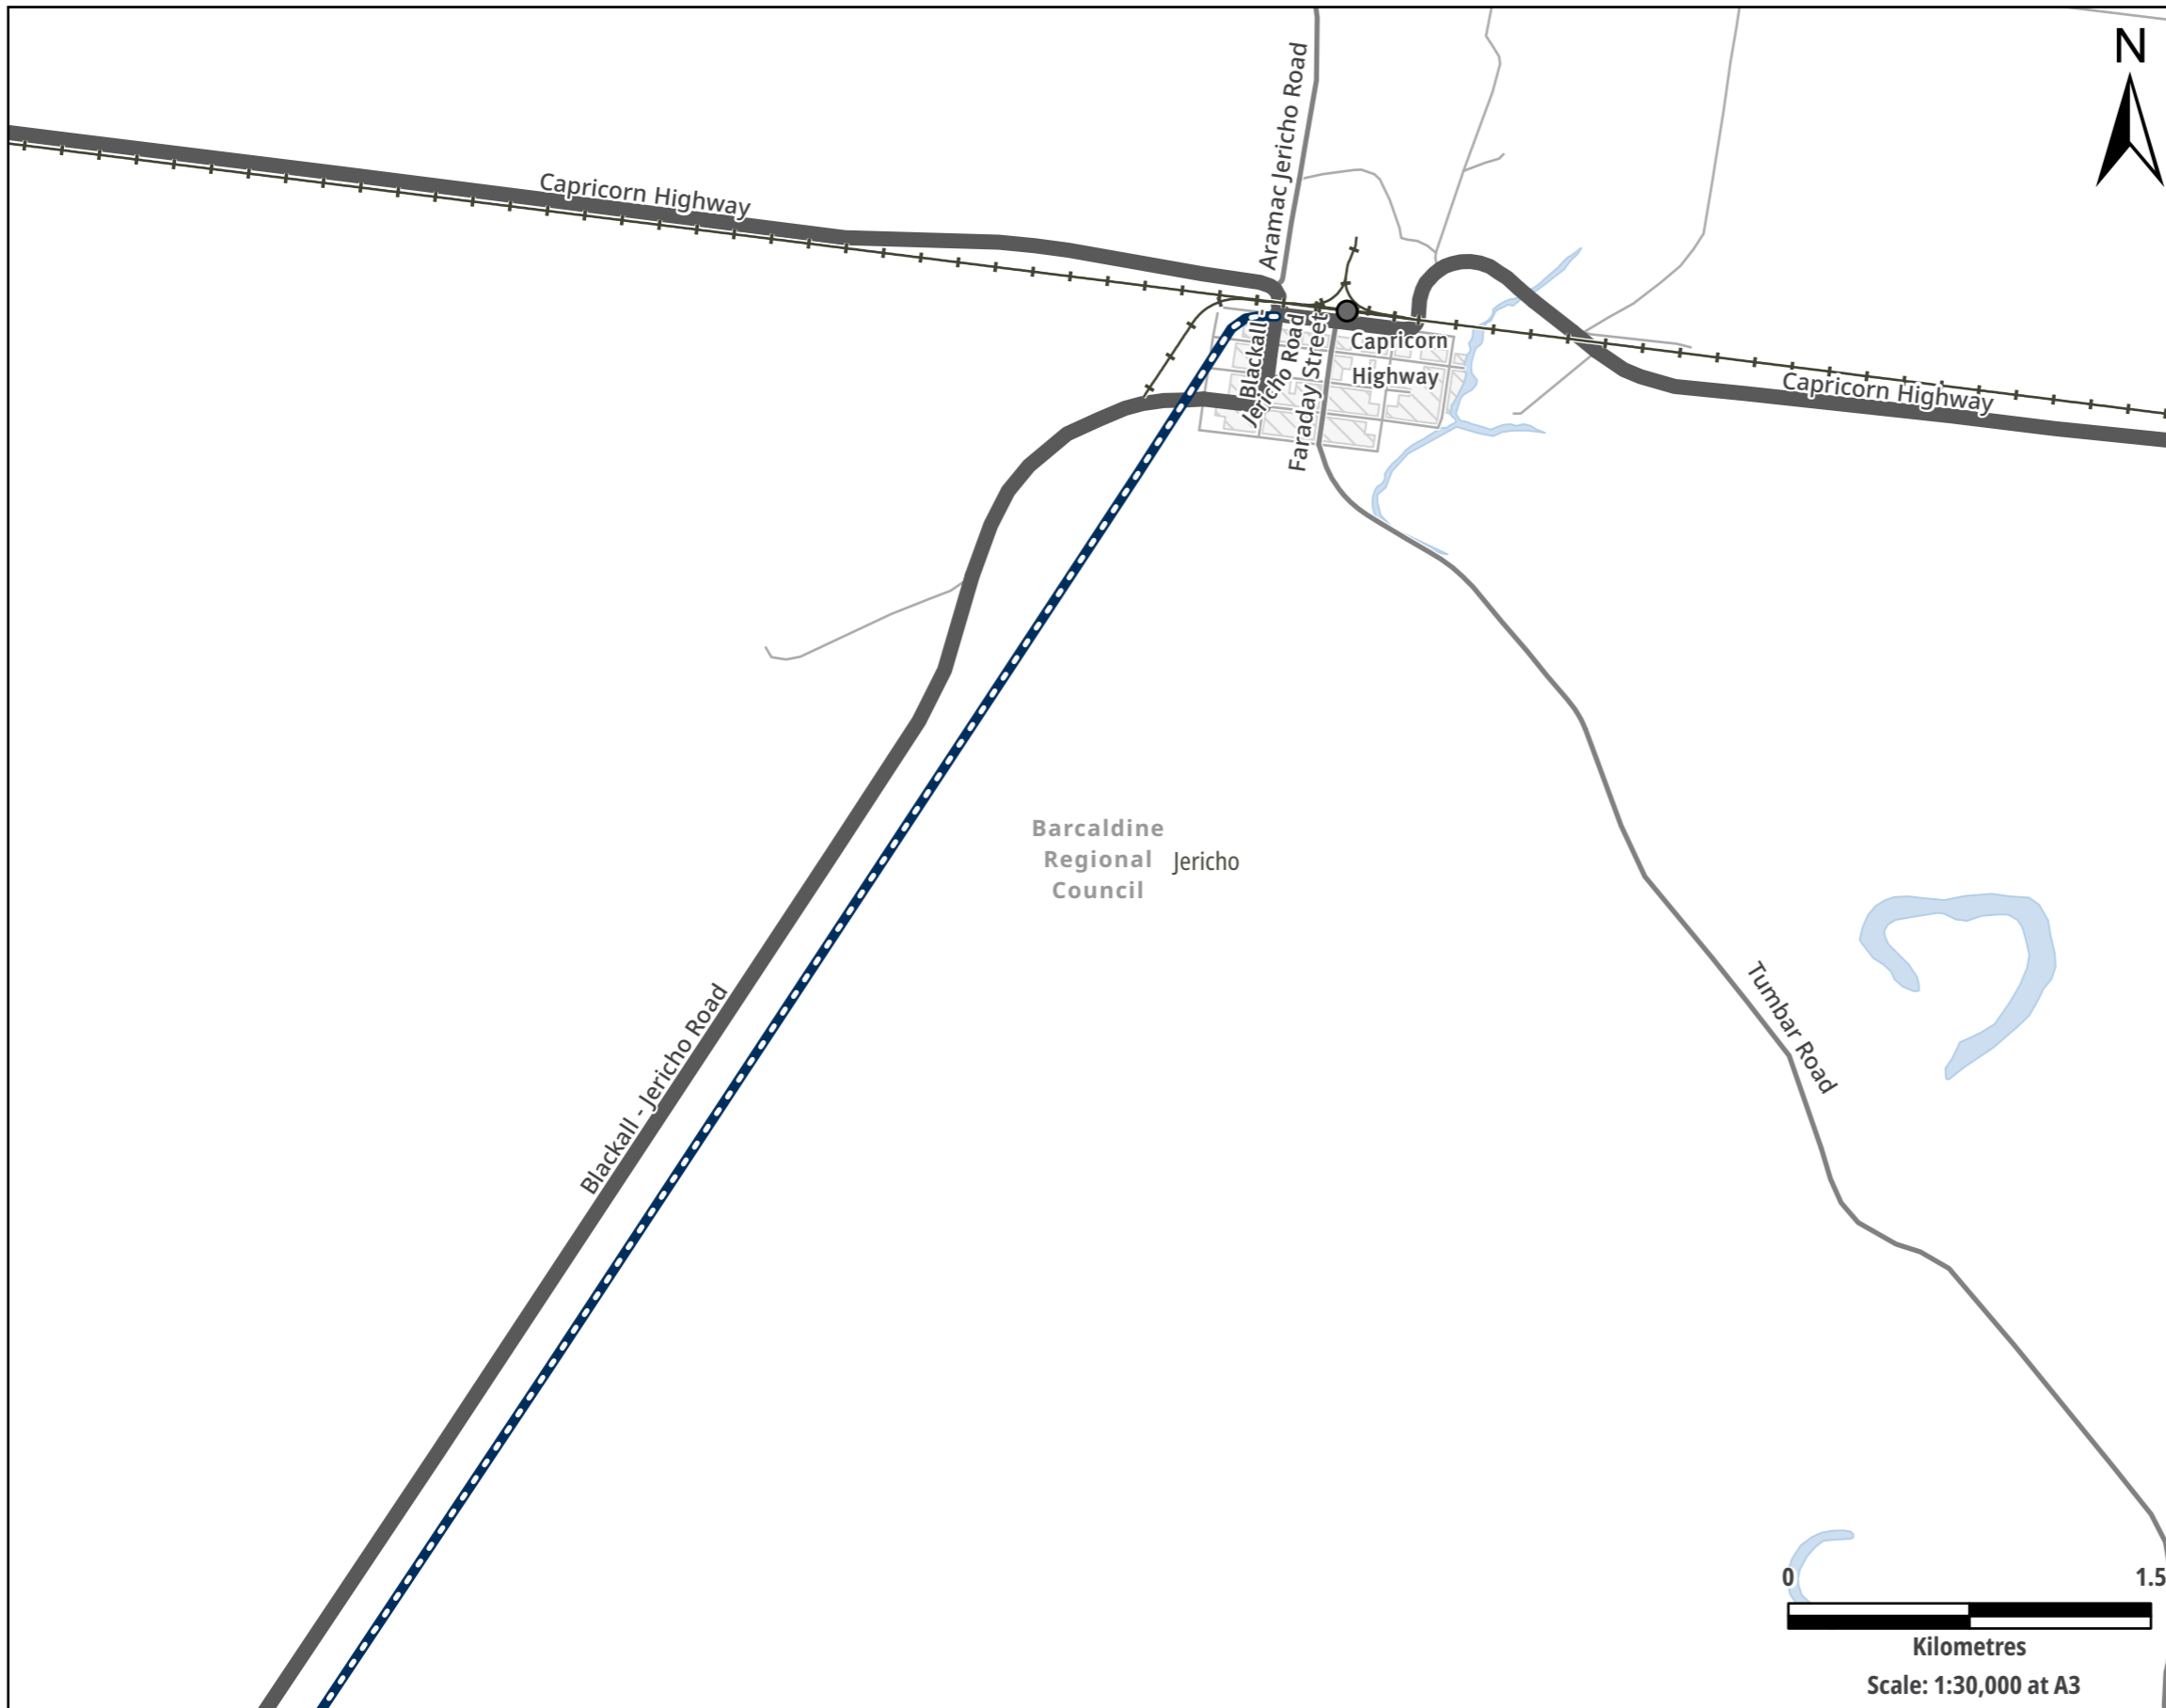 N
Aramac Jericho Road
Capricorn Highway
Blackall -
Jericho Road
Faraday Street
Capricorn
Highway
Capricorn Highway
Barcaldine
Regional
Council
Jericho
Blackall - Jericho Road
Tumbar Road
0
1.5
Kilometres
Scale: 1:30,000 at A3